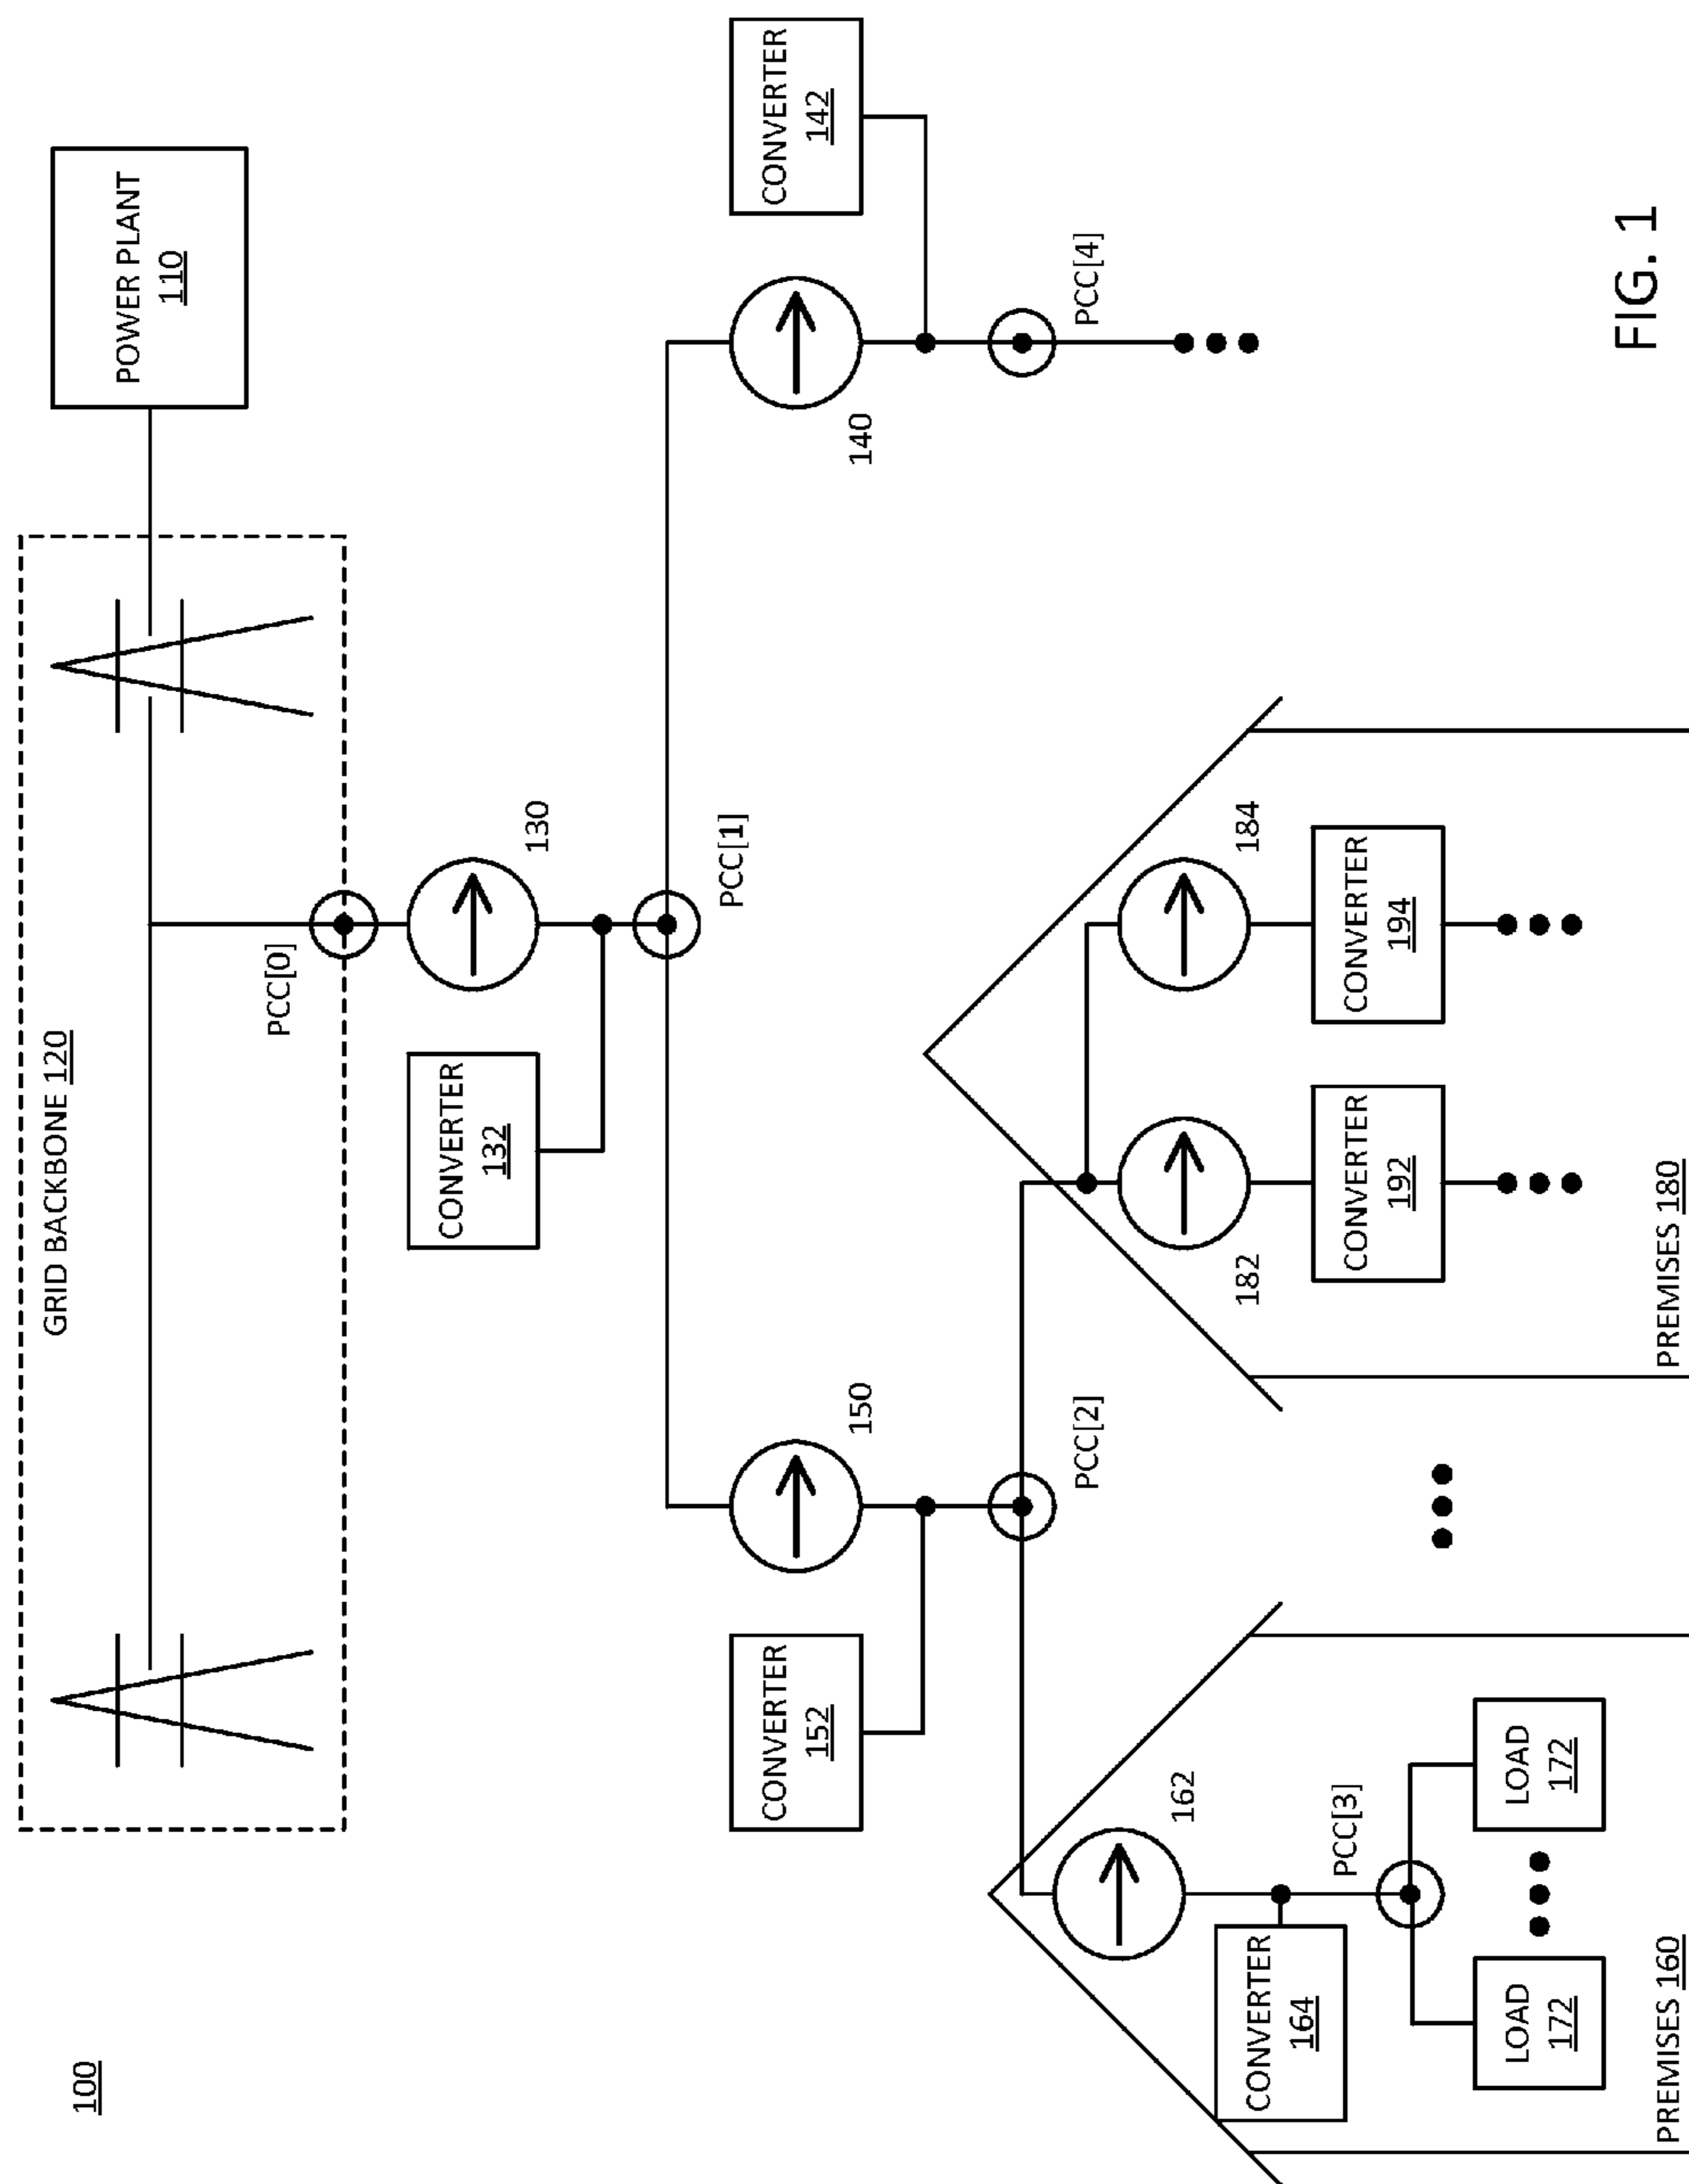 100
GRID BACKBONE 120
POWER PLANT
110
PCC[0]
130
CONVERTER
132
PCC[1]
CONVERTER
152
150
140
CONVERTER
142
PCC[2]
PCC[4]
162
CONVERTER
164
PCC[3]
LOAD
172
LOAD
172
PREMISES 160
182
184
CONVERTER
192
CONVERTER
194
PREMISES 180
FIG. 1